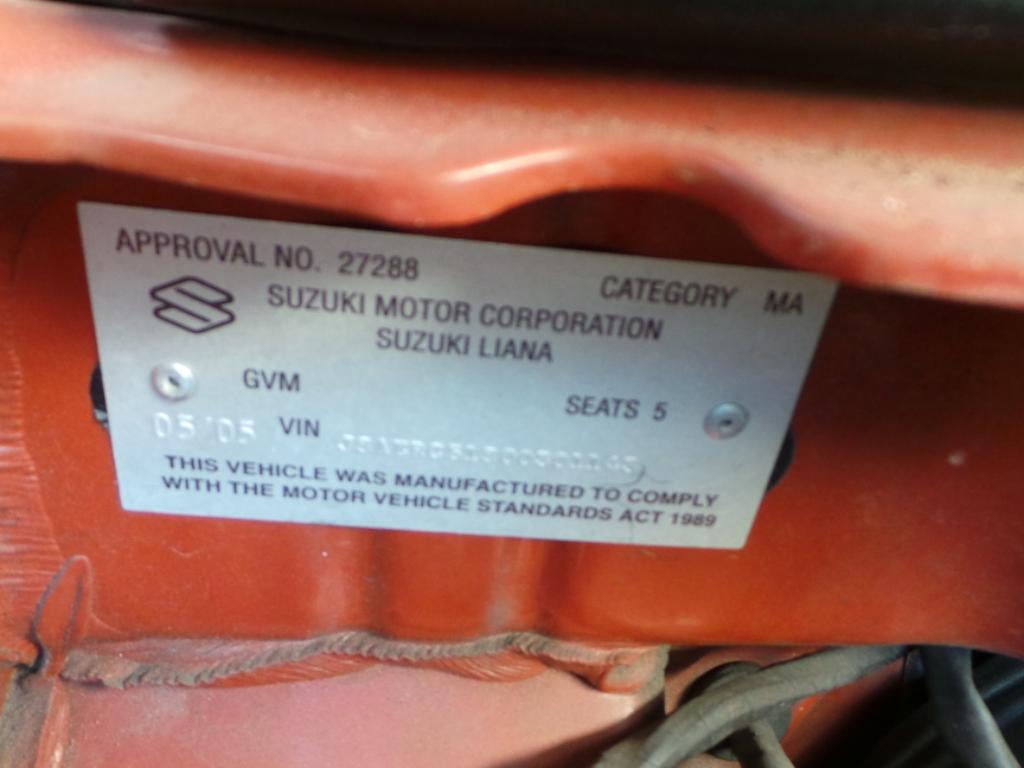 APPROVAL NO. 27288
CATEGORY MA
SUZUKI MOTOR CORPORATION
SUZUKI LIANA
GVM
SEATS 5
05'05 VIN
THIS VEHICLE WAS MANUFACTURED TO COMPLY
WITH THE MOTOR VEHICLE STANDARDS ACT 1989